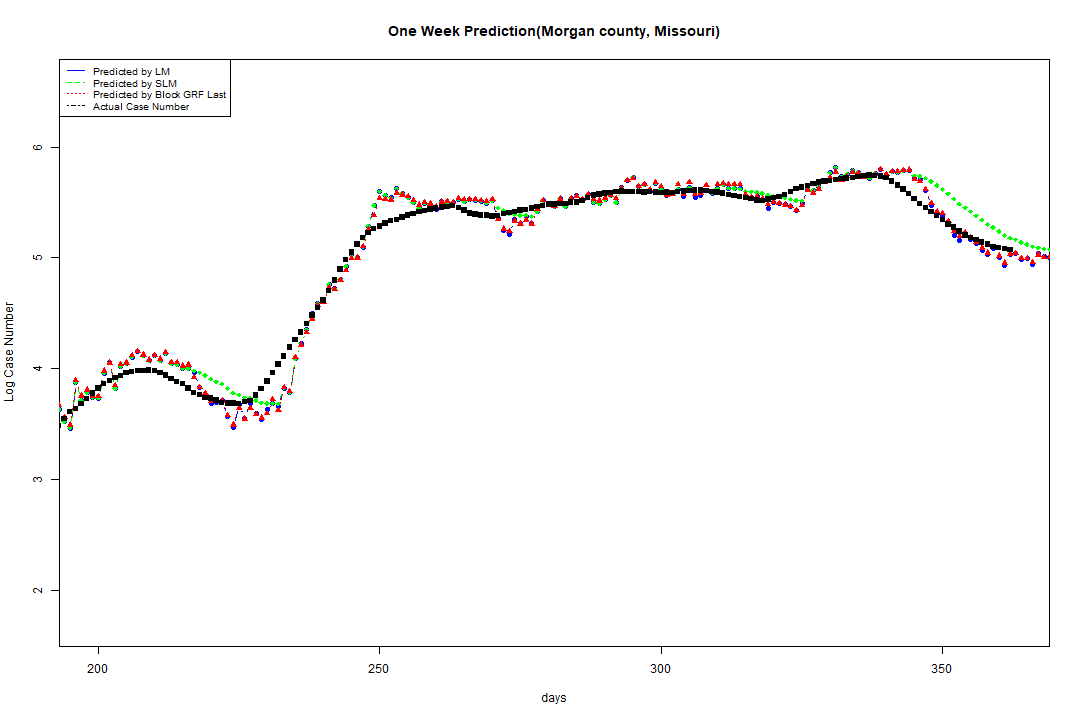 One Week Prediction(Morgan county, Missouri)
Predicted by LM
Predicted by SLM
Predicted by Block GRF Last
Actual Case Number
6
5
4
3
2
Log Case Number
200
250
300
350
days